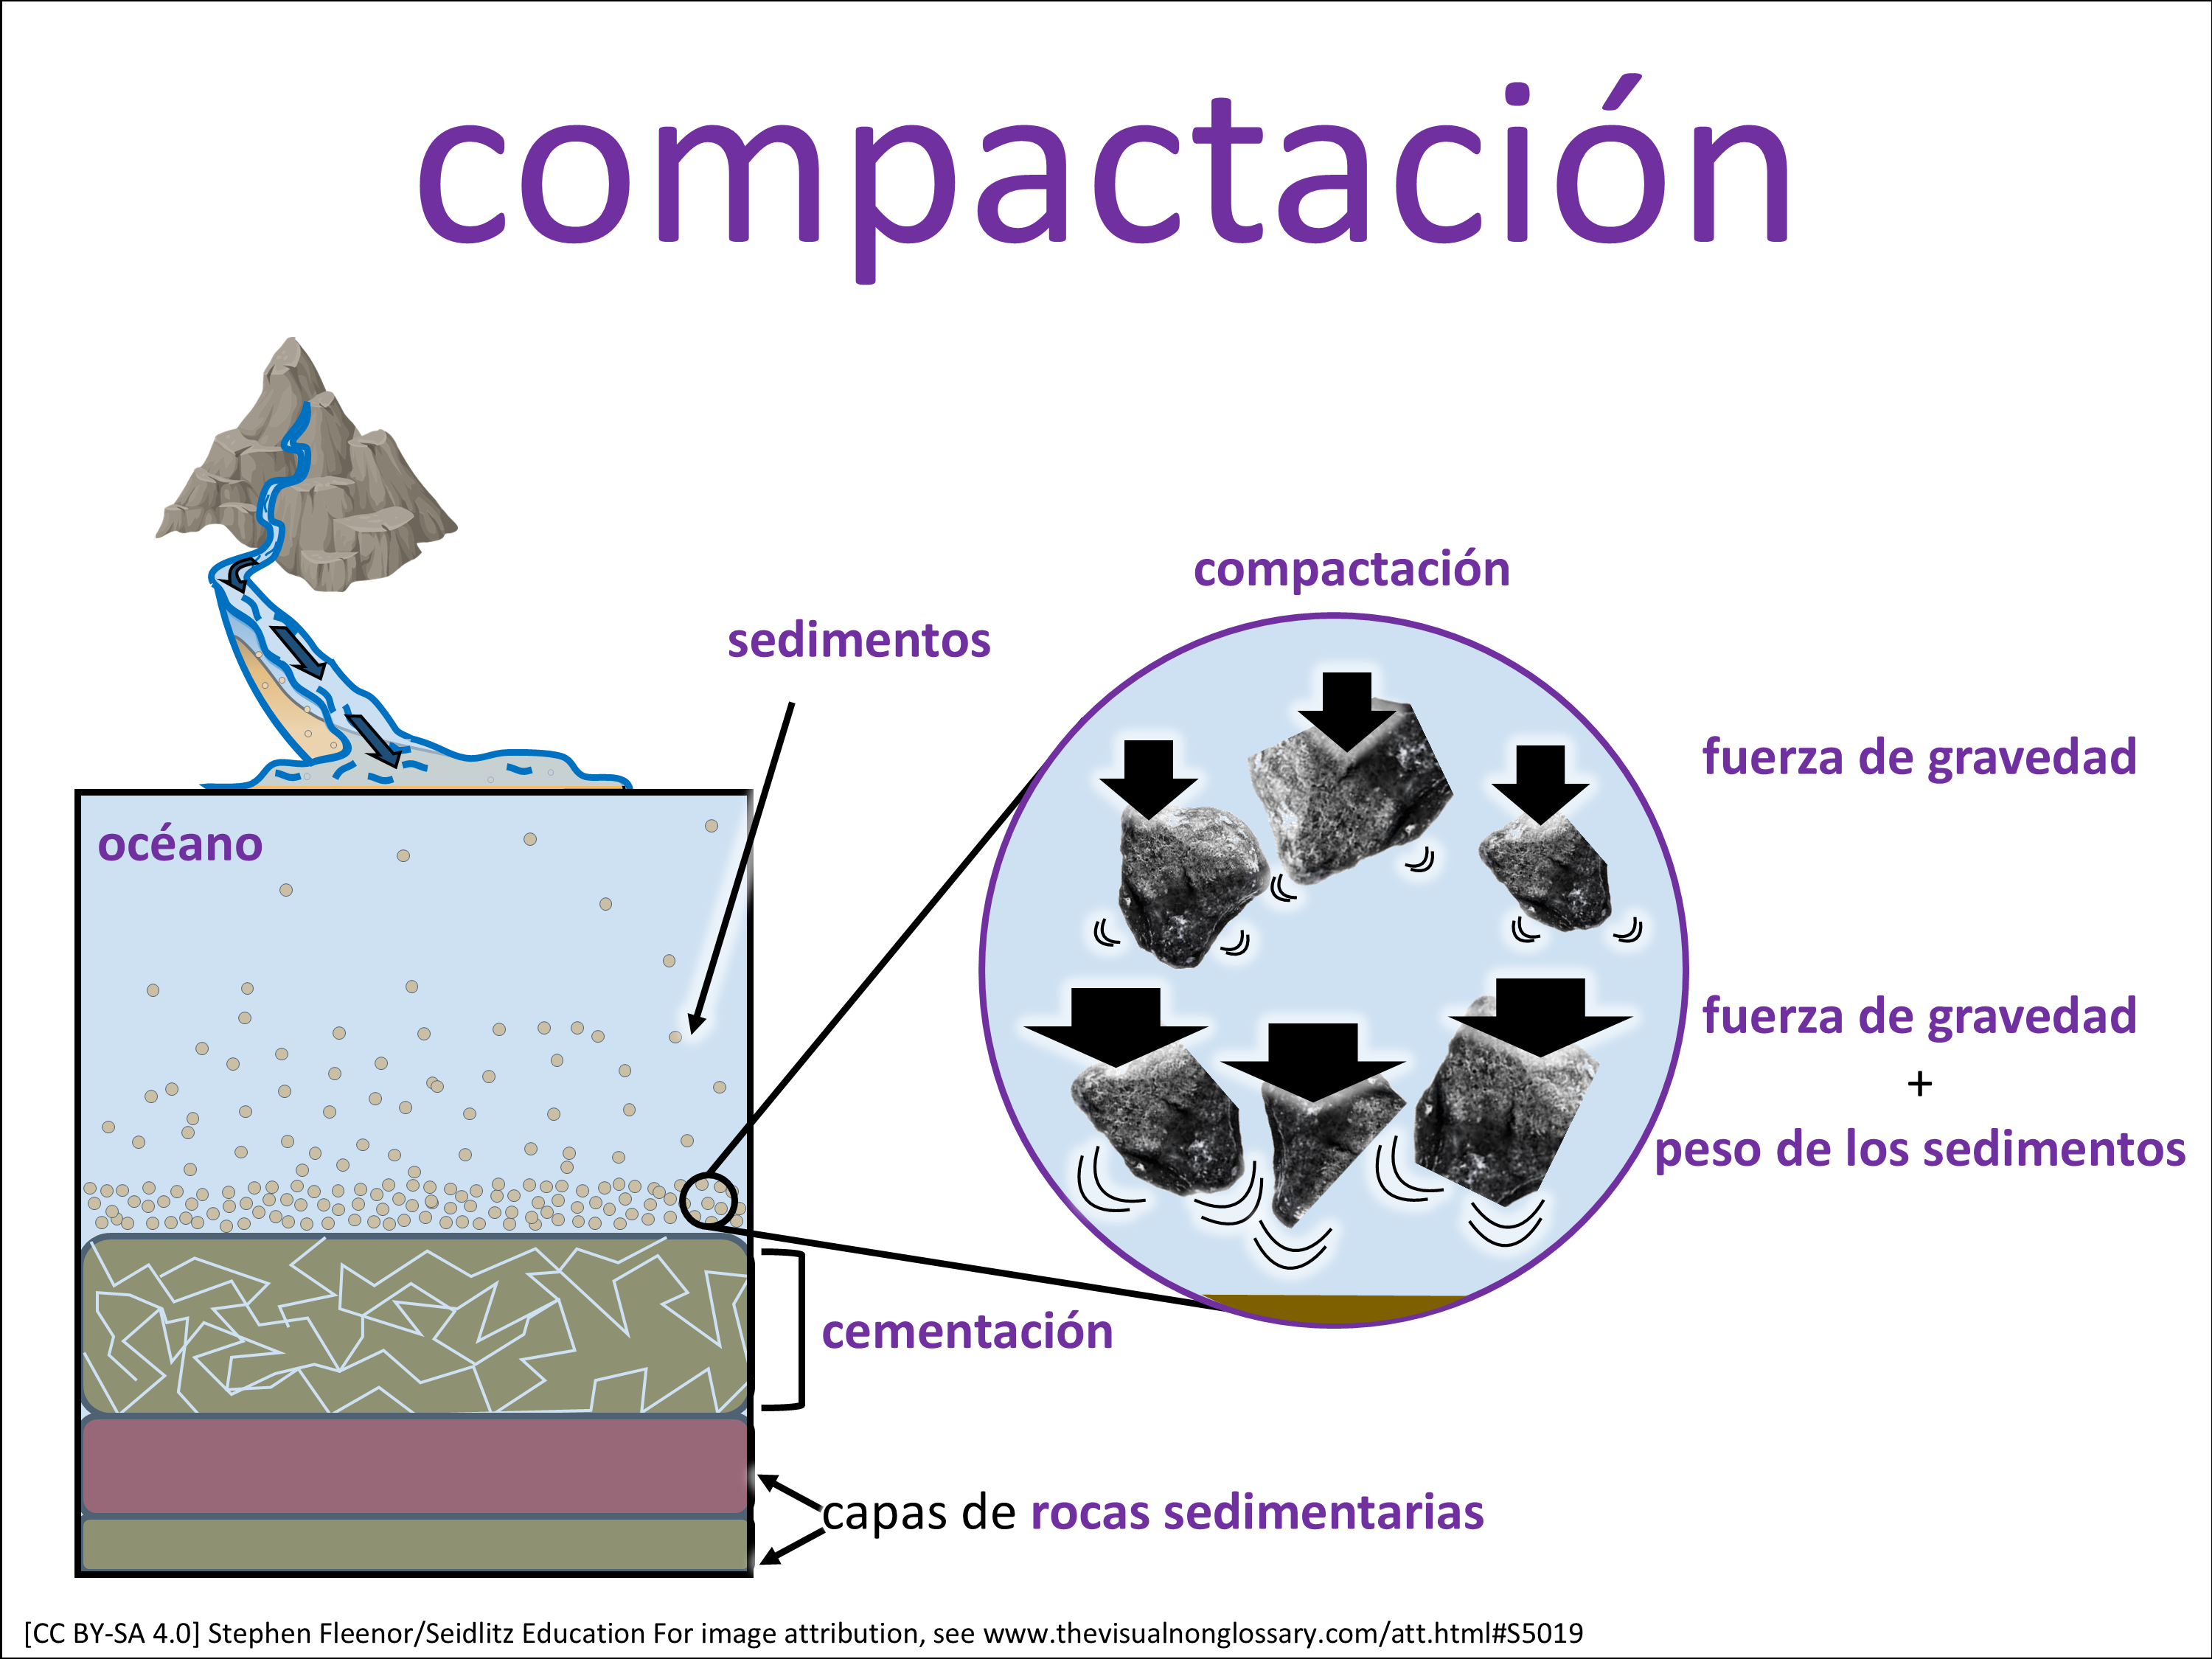 compactación
compactación
sedimentos
fuerza de gravedad
océano
fuerza de gravedad
+
peso de los sedimentos
cementación
capas de rocas sedimentarias
[CC BY-SA 4.0] Stephen Fleenor/Seidlitz Education For image attribution, see www.thevisualnonglossary.com/att.html#S5019